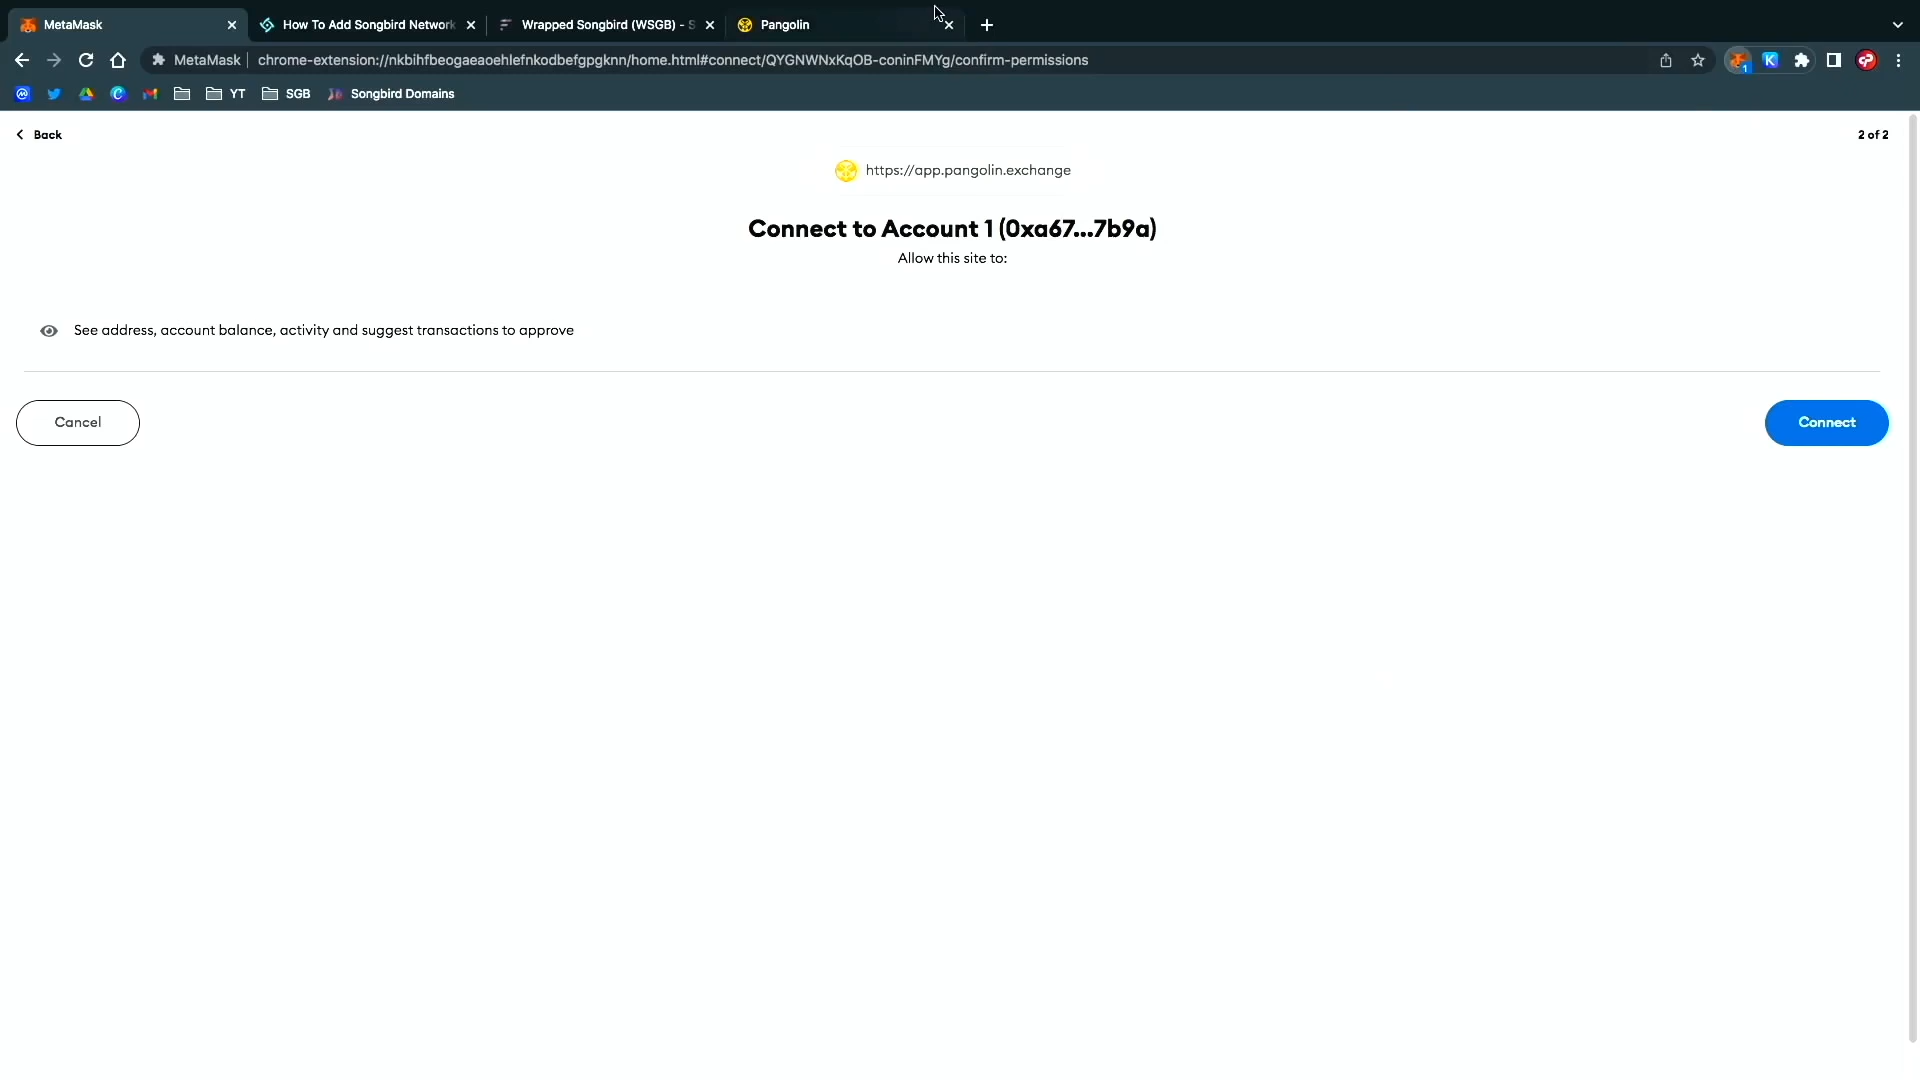 MetaMask
How To Add Songbird Network
Wrapped Songbird (WSGB) - S
Pangolin
MetaMask
chrome-extension://nkbihfbeogaeaoehlefnkodbefgpgknn/home.html#connect/QYGNWNxKqOB-coninFMYg/confirm-permissions
1
K
YT
SGB
Songbird Domains
Back
2 of 2
https://app.pangolin.exchange
Connect to Account 1 (0xa67...7b9a)
Allow this site to:
See address, account balance, activity and suggest transactions to approve
Cancel
Connect